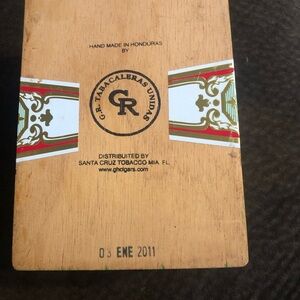 HAND MADE IN HONDURAS
BY
G.R. TABACALERAS UNIDAS
GR
DISTRIBUTED BY
SANTA CRUZ TOBACCO MIA. FL.
www.ghcigars.com
03 ENE 2011